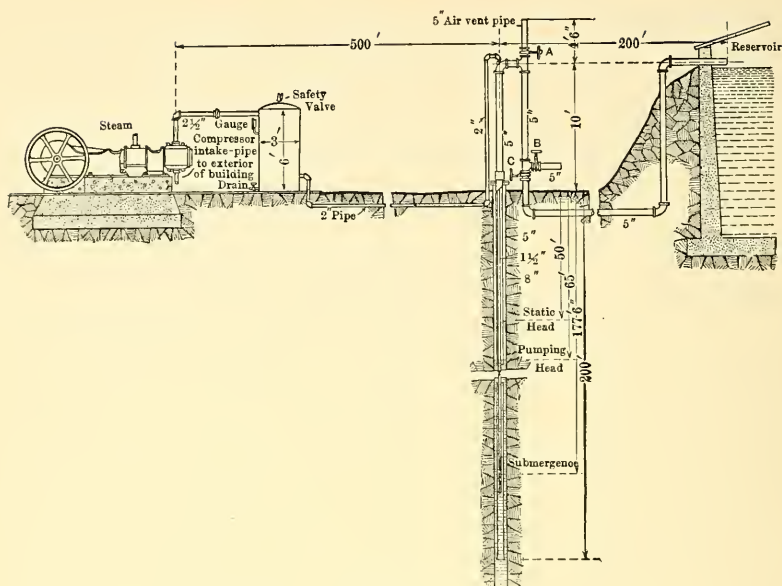 5" Air vent pipe
4'6"
A
500'
200'
Reservoir
Safety
Valve
Steam
2½" Gauge
Compressor
intake-pipe
to exterior
of building
Drain
3'
6'
2"
5"
5"
10'
B
C
5"
2" Pipe
5"
5"
1½"
8"
50'
65'
177'-6"
200'
Static
Head
Pumping
Head
Submergence